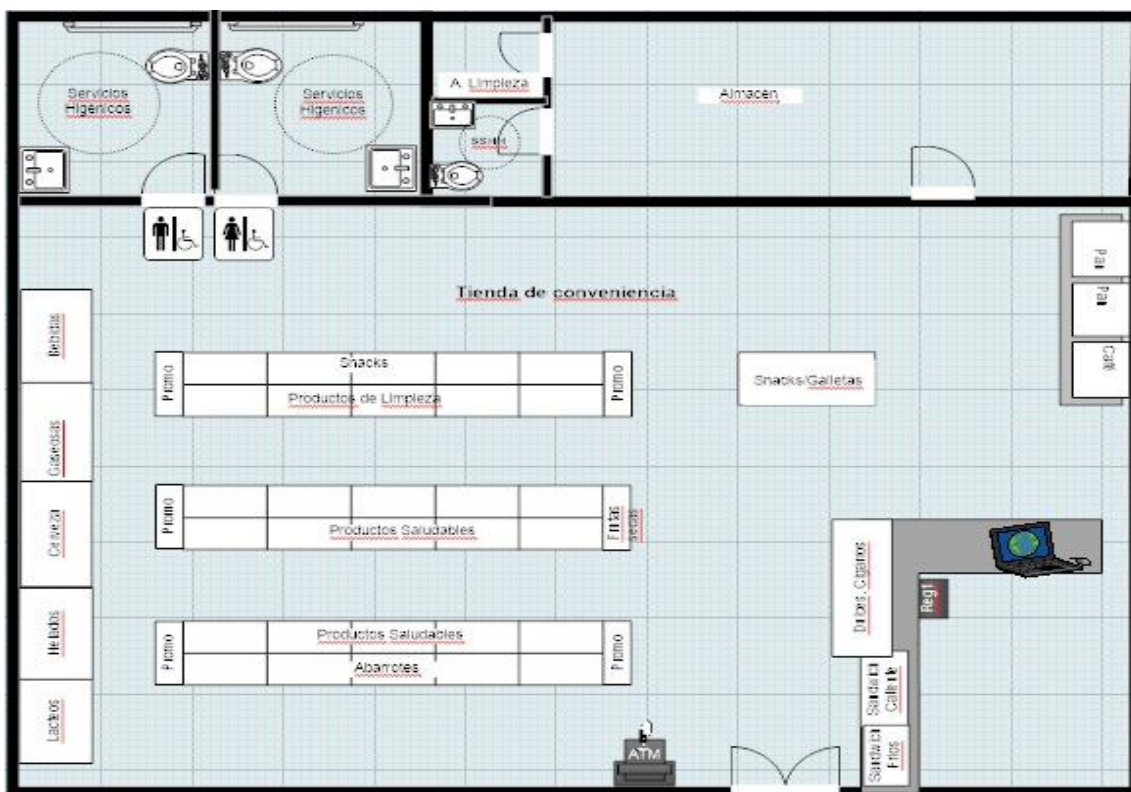 A. Limpieza
Servicios
Higenicos
Servicios
Higenicos
Almacen
SSHH
Tienda de conveniencia
Pan
Pan
Café
Bebidas
Gaseosas
Cerveza
Helados
Lacteos
Promo
Snacks
Productos de Limpieza
Promo
Snacks/Galletas
Promo
Productos Saludables
Frutas
secas
Promo
Productos Saludables
Abarrotes
Promo
Dulces, Cigarros
Reg1
Sandwich
Caliente
Sandwich
Frios
ATM